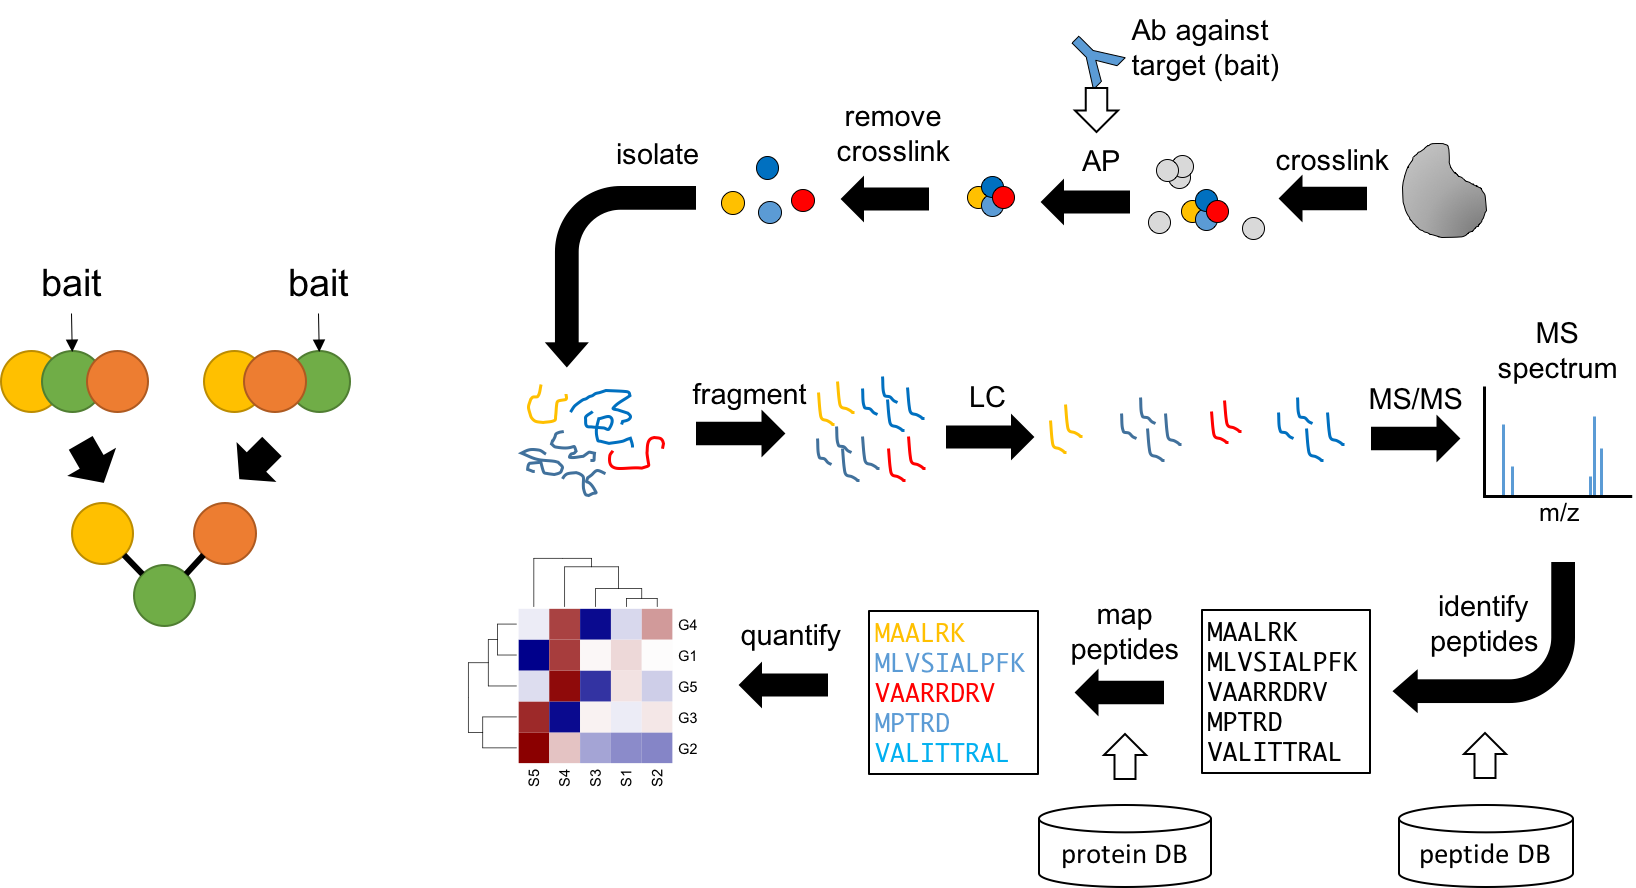 Ab against
target (bait)
remove
crosslink
isolate
AP
crosslink
bait
bait
MS
spectrum
fragment
LC
MS/MS
m/z
identify
peptides
map
peptides
quantify
MAALRK
MLVSIALPFK
VAARRDRV
MPTRD
VALITTRAL
MAALRK
MLVSIALPFK
VAARRDRV
MPTRD
VALITTRAL
G4
G1
G5
G3
G2
S5
S4
S3
S1
S2
protein DB
peptide DB